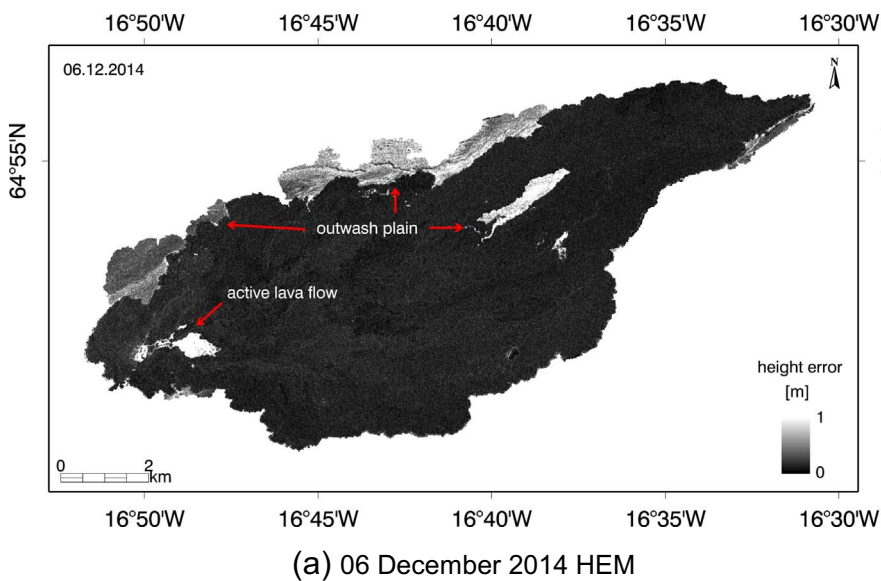 16°50'W 16°45'W 16°40'W 16°35'W 16°30'W
06.12.2014
N
64°55'N
outwash plain
active lava flow
height error
[m]
1
0
0 2
km
16°50'W 16°45'W 16°40'W 16°35'W 16°30'W
(a) 06 December 2014 HEM